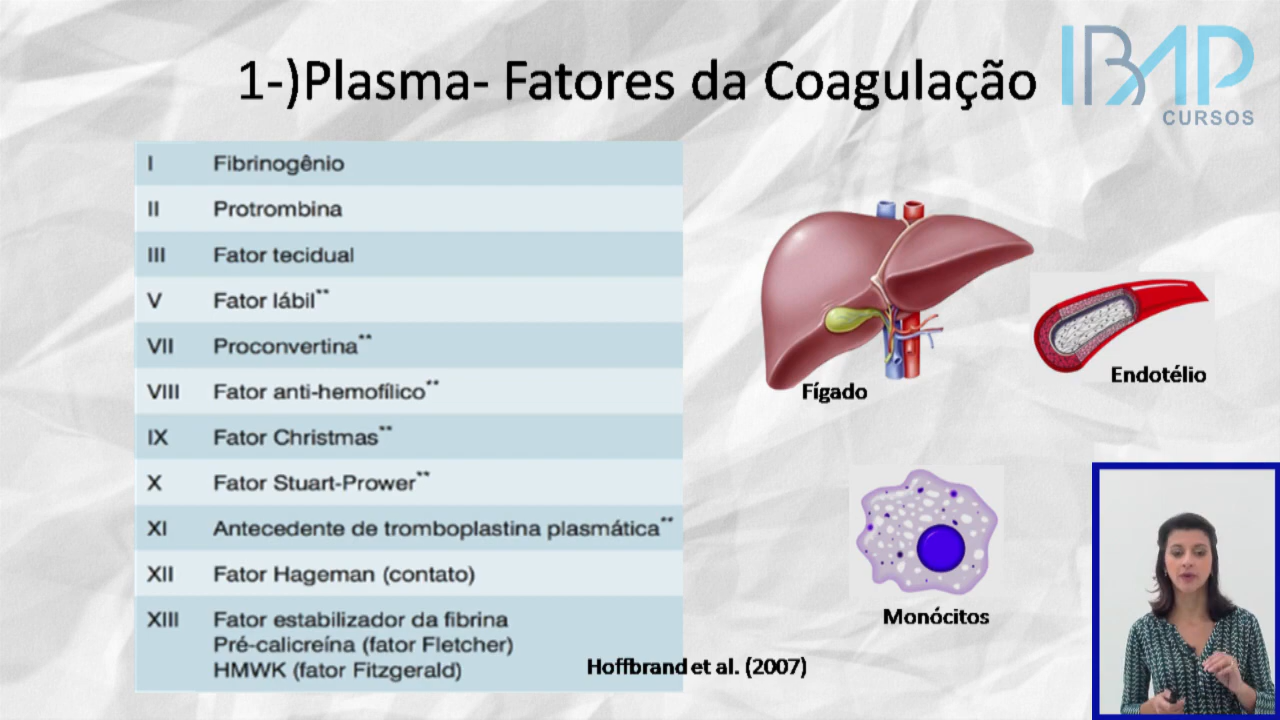 1-)Plasma- Fatores da Coagulação
IBAP
CURSOS
I Fibrinogênio
II Protrombina
III Fator tecidual
V Fator lábil**
VII Proconvertina**
VIII Fator anti-hemofílico**
IX Fator Christmas**
X Fator Stuart-Prower**
XI Antecedente de tromboplastina plasmática**
XII Fator Hageman (contato)
XIII Fator estabilizador da fibrina
Pré-calicreína (fator Fletcher)
HMWK (fator Fitzgerald)
Hoffbrand et al. (2007)
Fígado
Endotélio
Monócitos